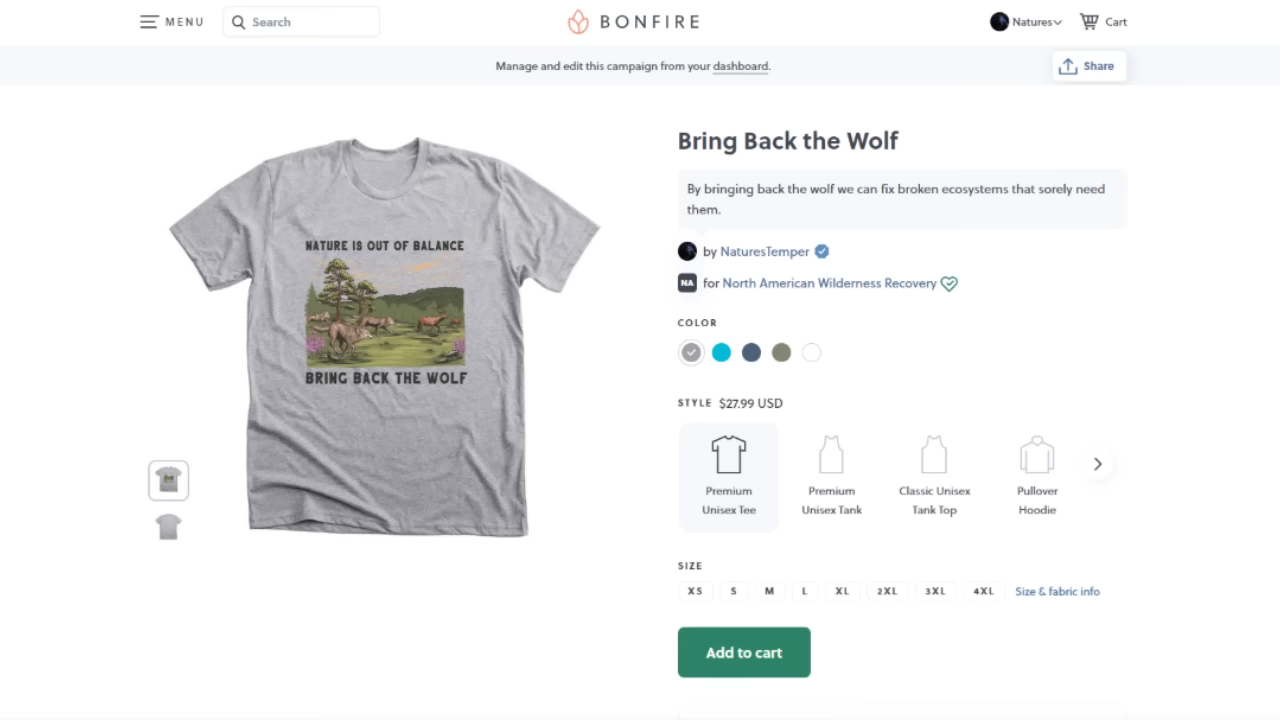 MENU
Search
BONFIRE
Natures
Cart
Manage and edit this campaign from your dashboard.
Share
NATURE IS OUT OF BALANCE
BRING BACK THE WOLF
Bring Back the Wolf
By bringing back the wolf we can fix broken ecosystems that sorely need
them.
by NaturesTemper
NA for North American Wilderness Recovery
COLOR
STYLE $27.99 USD
Premium
Unisex Tee
Premium
Unisex Tank
Classic Unisex
Tank Top
Pullover
Hoodie
SIZE
XS S M L XL 2XL 3XL 4XL Size & fabric info
Add to cart